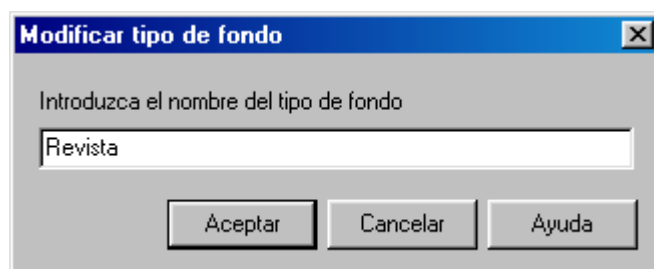 Modificar tipo de fondo
Introduzca el nombre del tipo de fondo
Revista
Aceptar Cancelar Ayuda